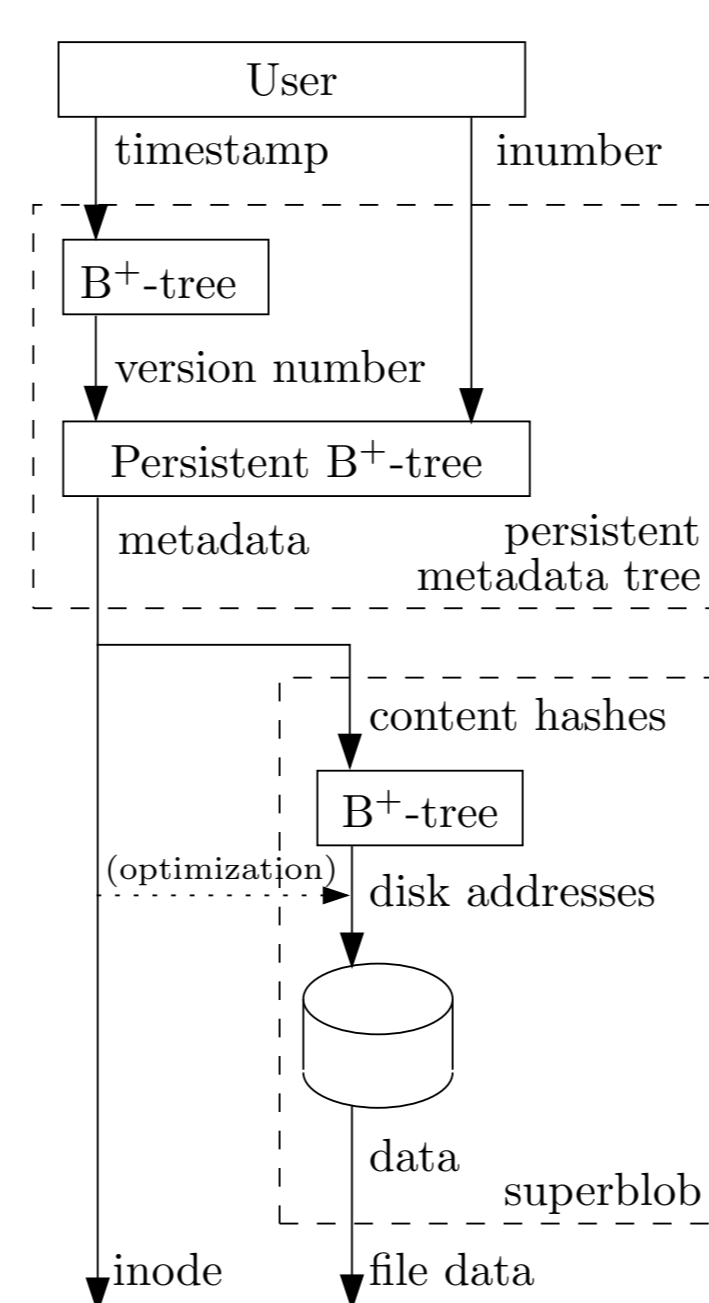 User
timestamp
inumber
B⁺-tree
version number
Persistent B⁺-tree
metadata
persistent
metadata tree
content hashes
B⁺-tree
(optimization)
disk addresses
data
superblob
inode
file data